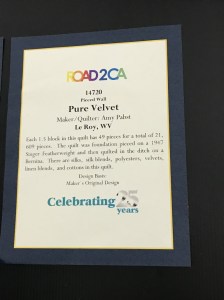 ROAD2CA
14720
Pieced Wall
Pure Velvet
Maker/Quilter: Amy Pabst
Le Roy, WV
Each 1.5 block in this quilt has 49 pieces for a total of 21,
609 pieces. The quilt was foundation pieced on a 1947
Singer Featherweight and then quilted in the ditch on a
Bernina. There are silks, silk blends, polyesters, velvets,
linen blends, and cottons in this quilt.
Design Basis:
Maker's Original Design
Celebrating 25
years